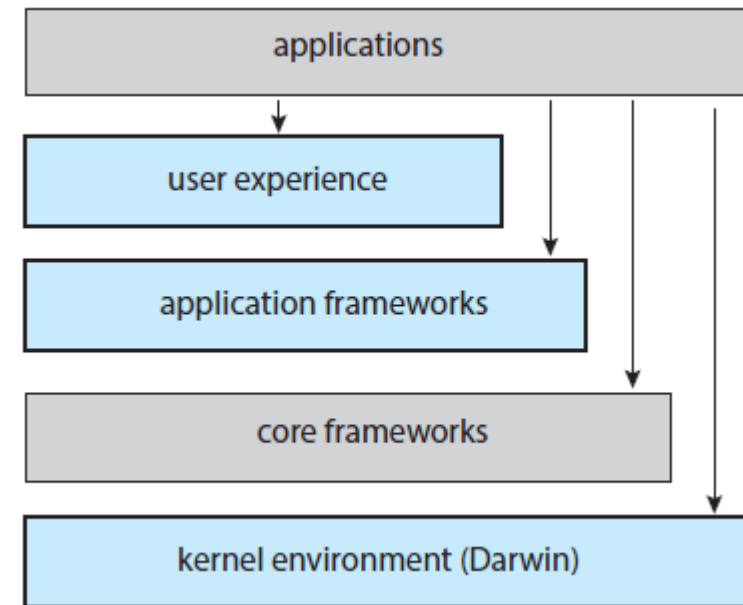 applications
user experience
application frameworks
core frameworks
kernel environment (Darwin)